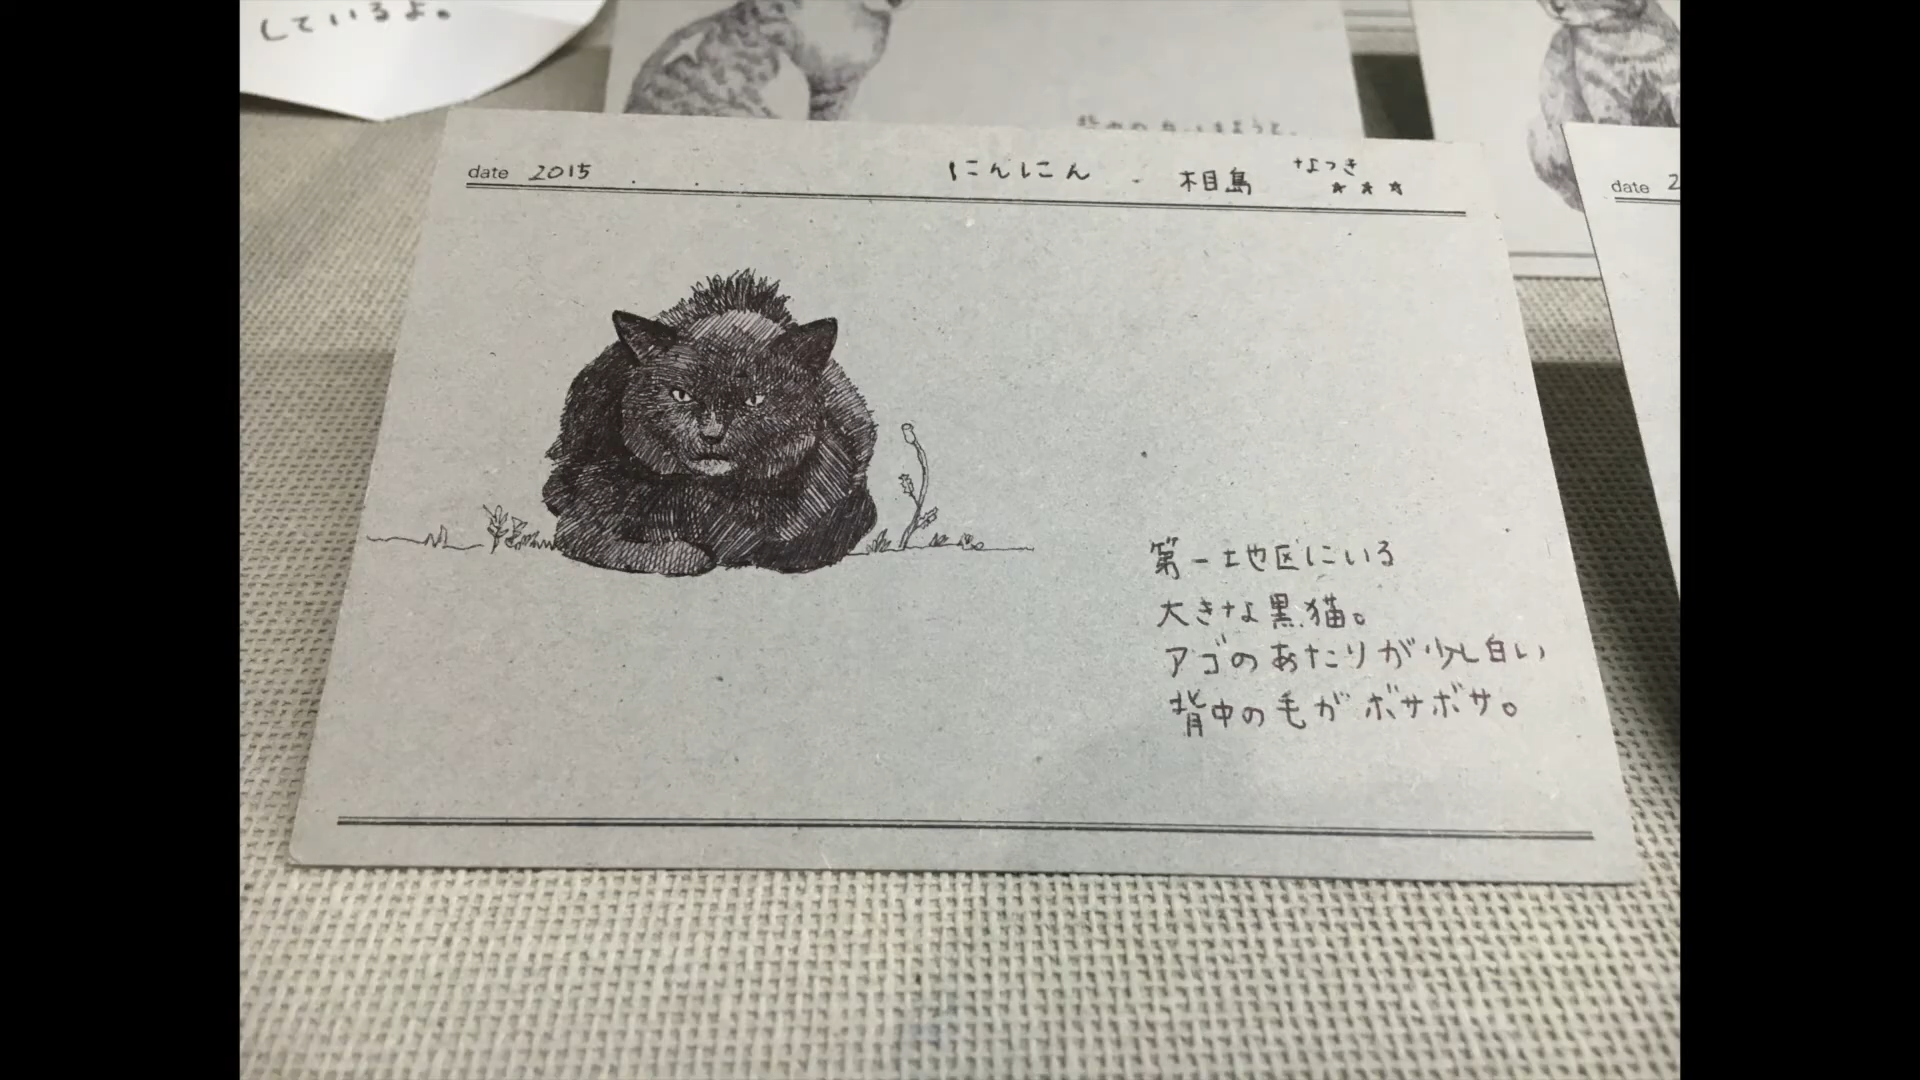 しているよ。
date 2015 にんにん 相島 なつき ★★★
date 2
第一地区にいる
大きな黒猫。
アゴのあたりが少し白い
背中の毛がボサボサ。